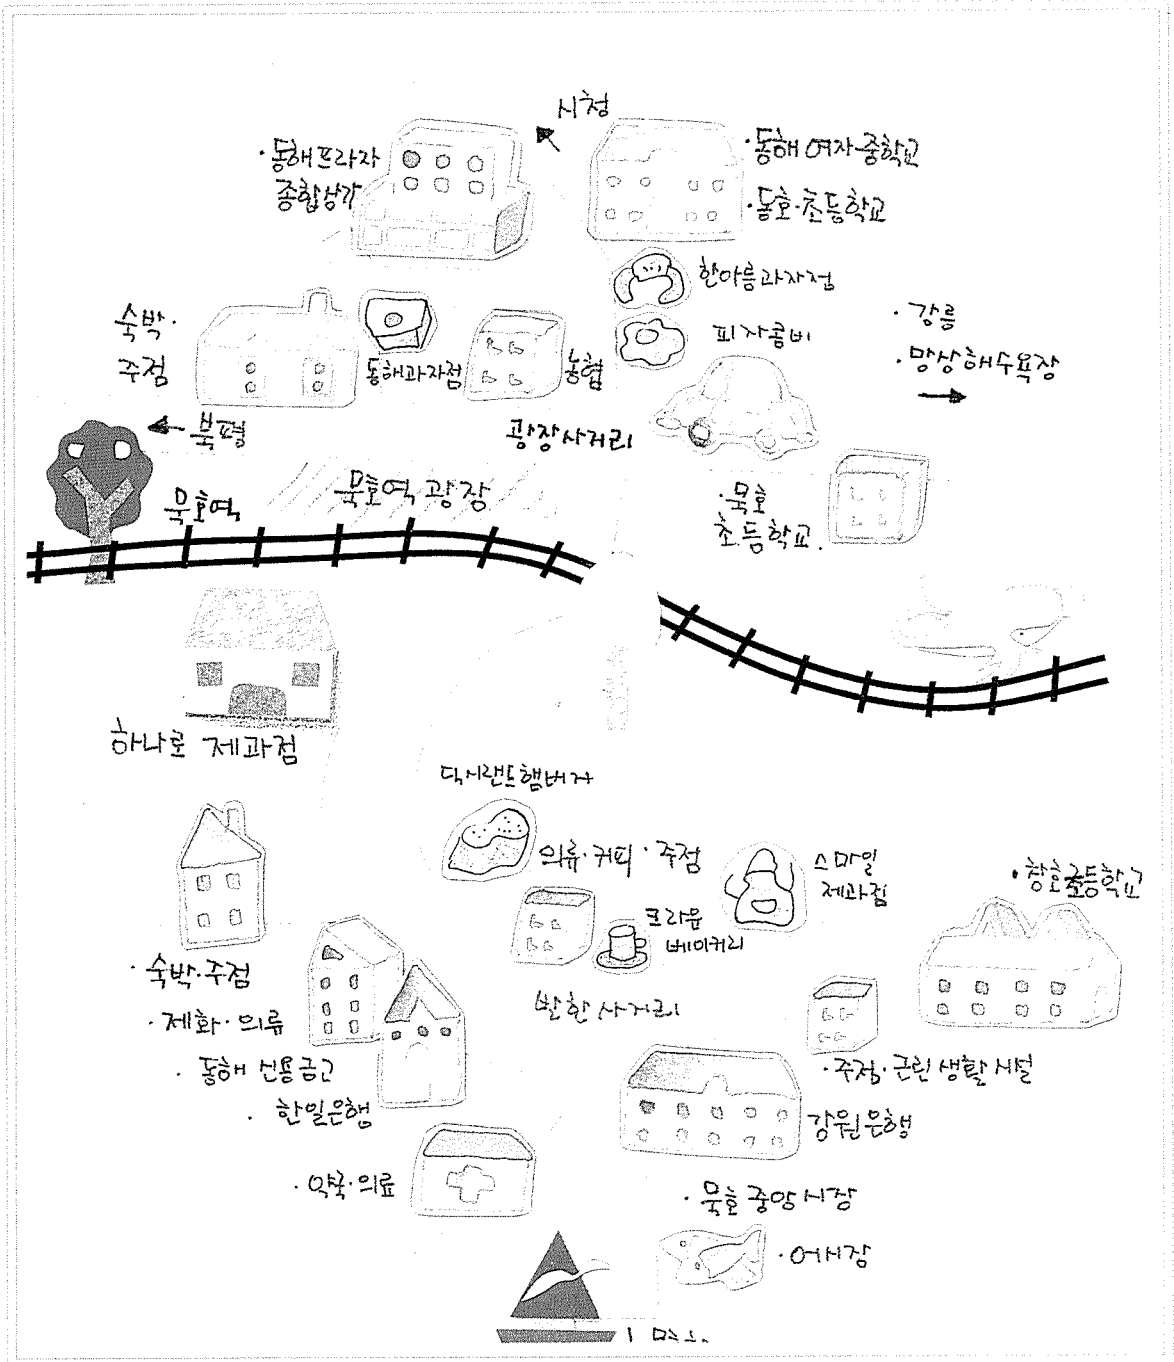 시청
·동해프라자
종합상가
·동해 여자중학교
·동호·초등학교
한아름과자점
피자콤비
숙박·
주점
동해과자점
농협
·강릉
·망상해수욕장
북평
광장사거리
묵호역
묵호역 광장
·묵호
초등학교.
하나로 제과점
딕시랜드햄버거
의류·커피·주점
스마일
제과점
크라운
베이커리
·창호초등학교
·숙박·주점
·제화·의류
·동해 신용금고
·한일은행
발한사거리
·주점·근린 생활시설
강원은행
·약국·의료
·묵호중앙시장
·어시장